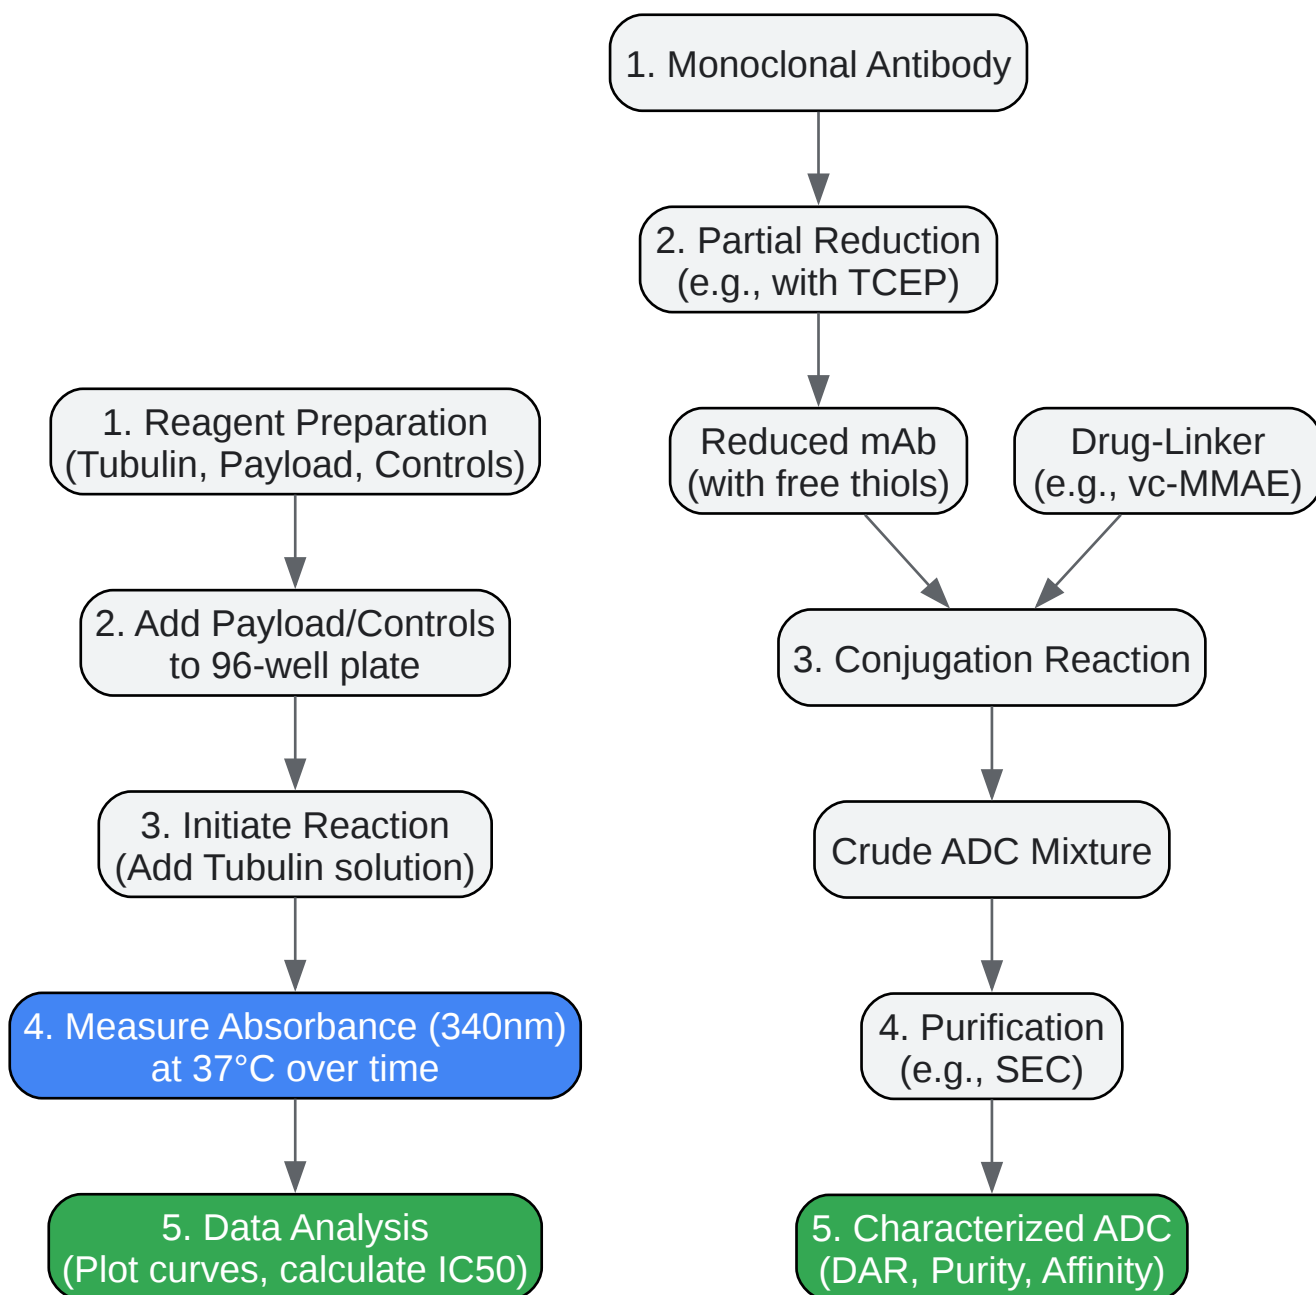 1. Monoclonal Antibody
2. Partial Reduction
(e.g., with TCEP)
Reduced mAb
(with free thiols)
Drug-Linker
(e.g., vc-MMAE)
3. Conjugation Reaction
Crude ADC Mixture
4. Purification
(e.g., SEC)
5. Characterized ADC
(DAR, Purity, Affinity)
1. Reagent Preparation
(Tubulin, Payload, Controls)
2. Add Payload/Controls
to 96-well plate
3. Initiate Reaction
(Add Tubulin solution)
4. Measure Absorbance (340nm)
at 37°C over time
5. Data Analysis
(Plot curves, calculate IC50)